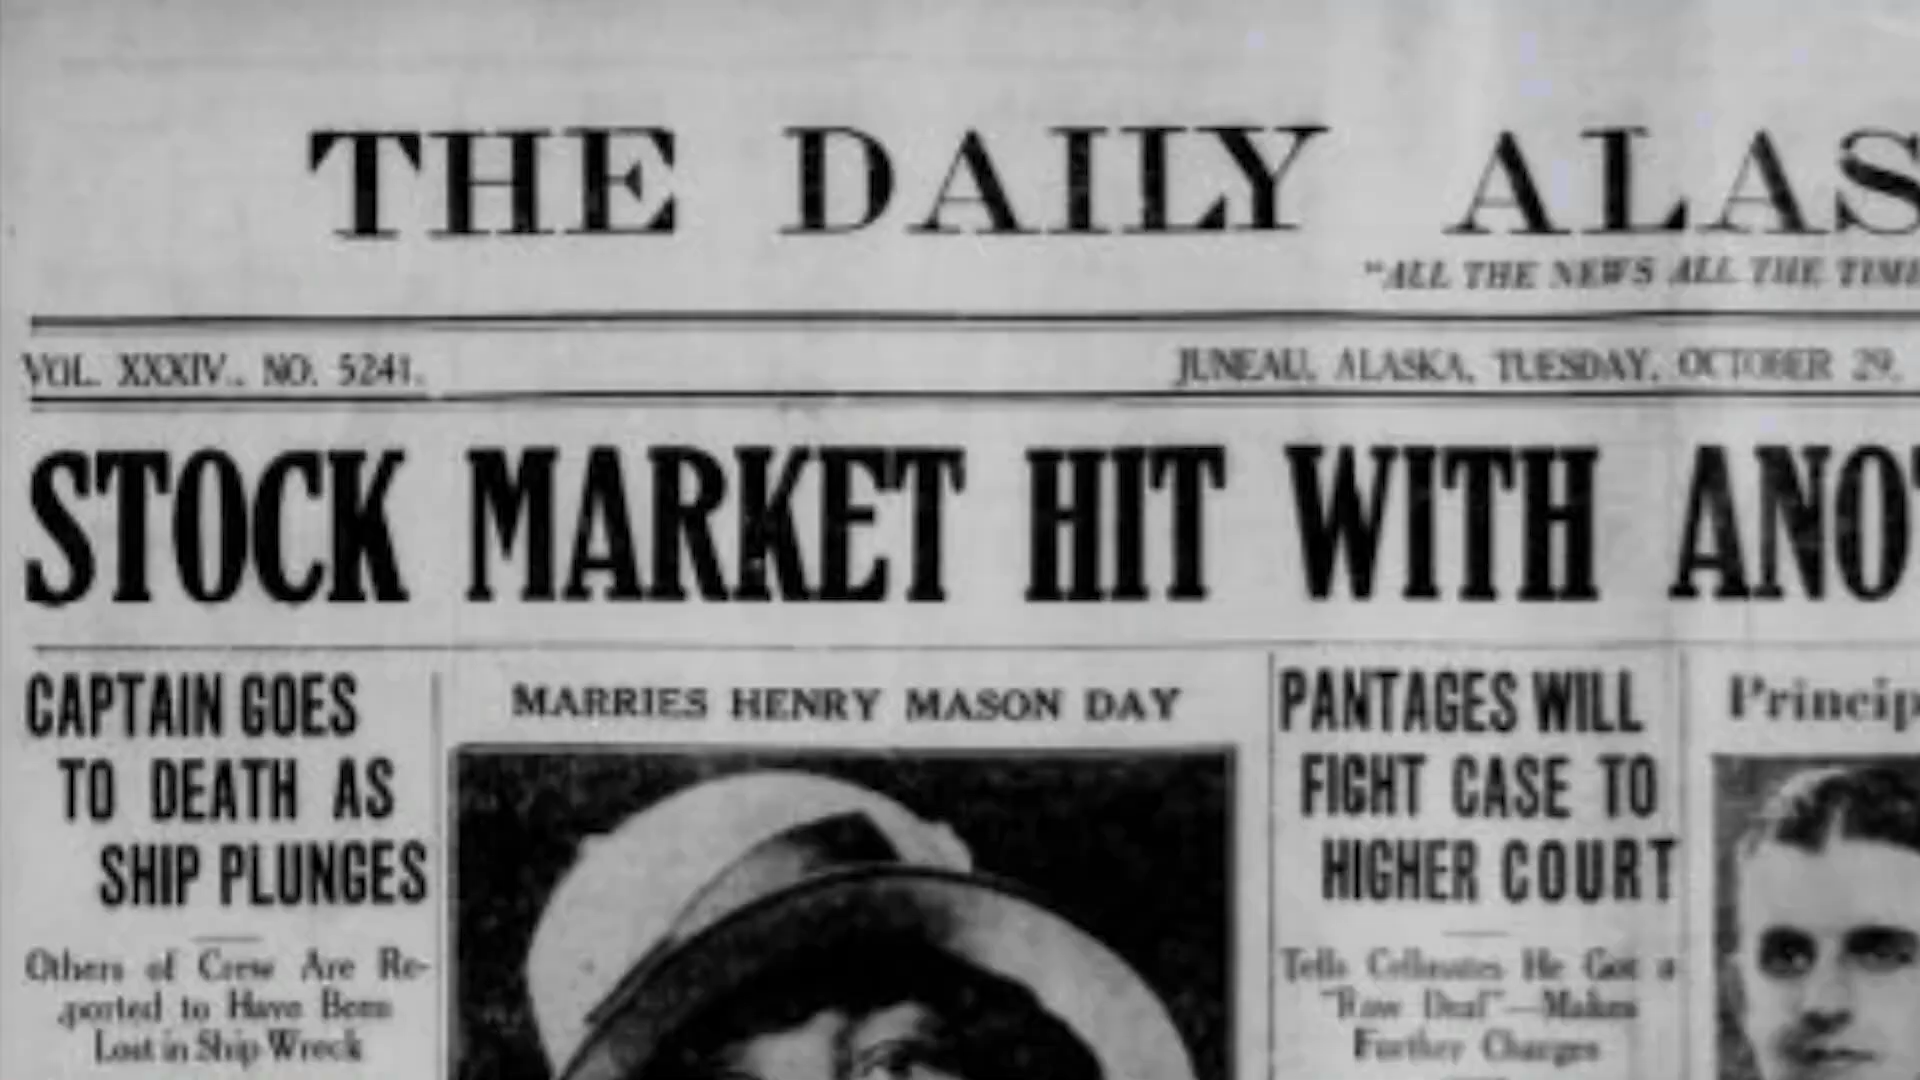 THE DAILY ALAS
"ALL THE NEWS ALL THE TIME
VOL. XXXIV., NO. 5241.
JUNEAU, ALASKA, TUESDAY, OCTOBER 29,
STOCK MARKET HIT WITH ANOT
CAPTAIN GOES
TO DEATH AS
SHIP PLUNGES
Others of Crew Are Re-
ported to Have Been
Lost in Ship Wreck
MARRIES HENRY MASON DAY
PANTAGES WILL
FIGHT CASE TO
HIGHER COURT
Tells Cellmates He Got a
"Raw Deal"—Makes
Further Charges
Princip